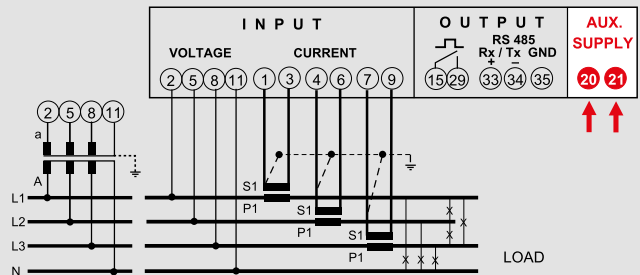 INPUT
OUTPUT
AUX.
SUPPLY
VOLTAGE
CURRENT
RS 485
Rx / Tx GND
+ –
2 5 8 11 1 3 4 6 7 9
15 29 33 34 35
20 21
2 5 8 11
a
A
S1
P1
S1
P1
S1
P1
L1
L2
L3
N
LOAD